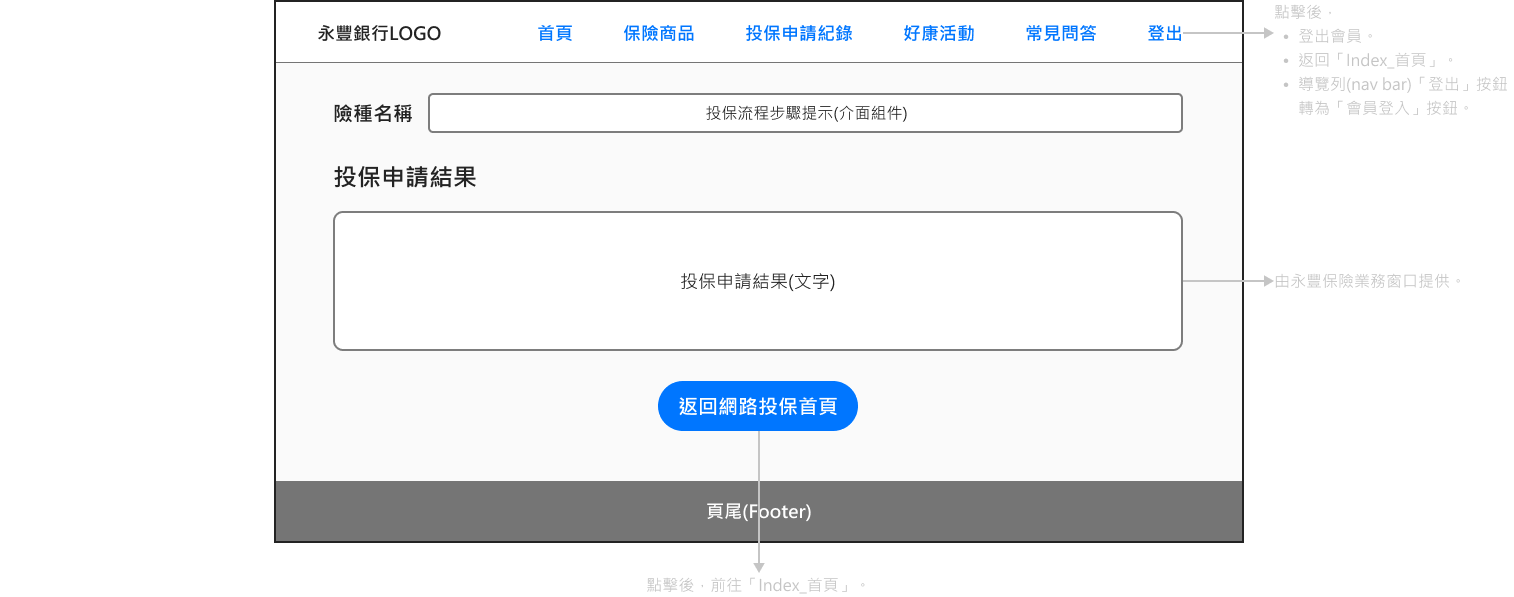 永豐銀行LOGO 首頁 保險商品 投保申請紀錄 好康活動 常見問答 登出
點擊後，
• 登出會員。
• 返回「Index_首頁」。
• 導覽列(nav bar)「登出」按鈕
轉為「會員登入」按鈕。
險種名稱 投保流程步驟提示(介面組件)
投保申請結果
投保申請結果(文字)
由永豐保險業務窗口提供。
返回網路投保首頁
頁尾(Footer)
點擊後，前往「Index_首頁」。